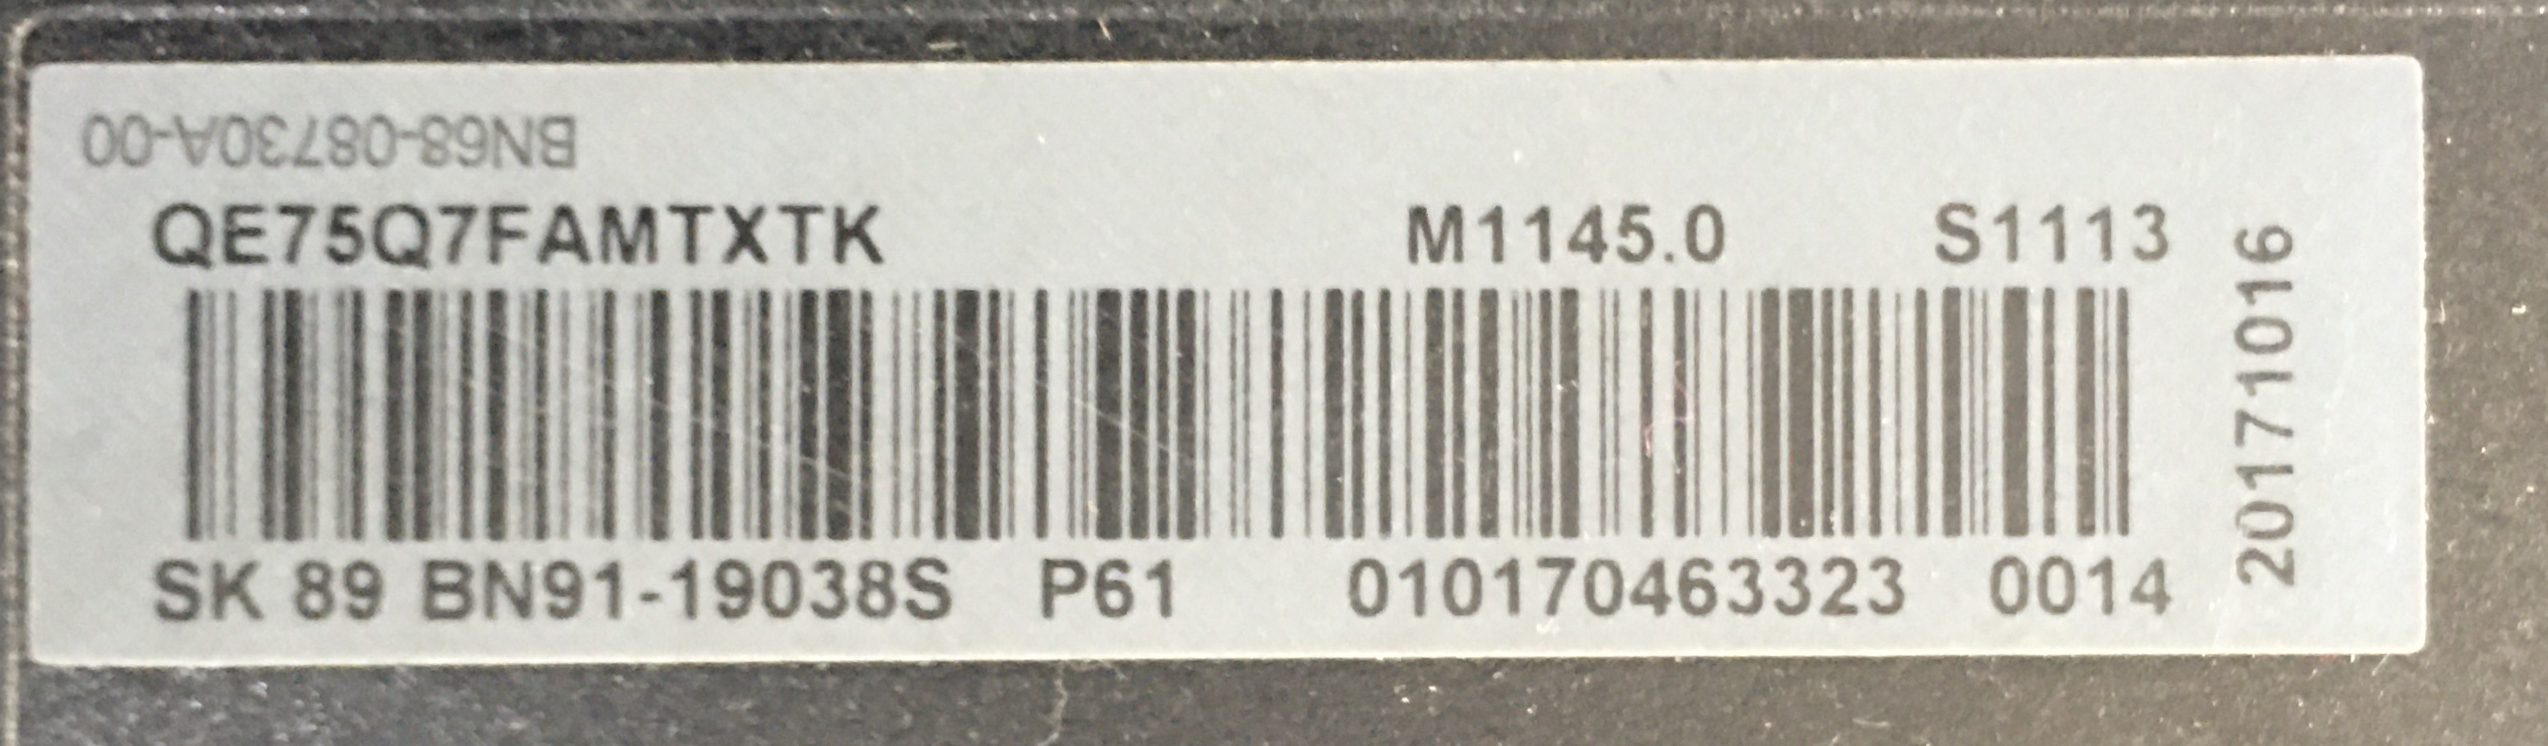 BN68-08730A-00
QE75Q7FAMTXTK M1145.0 S1113
SK 89 BN91-19038S P61 010170463323 0014
20171016